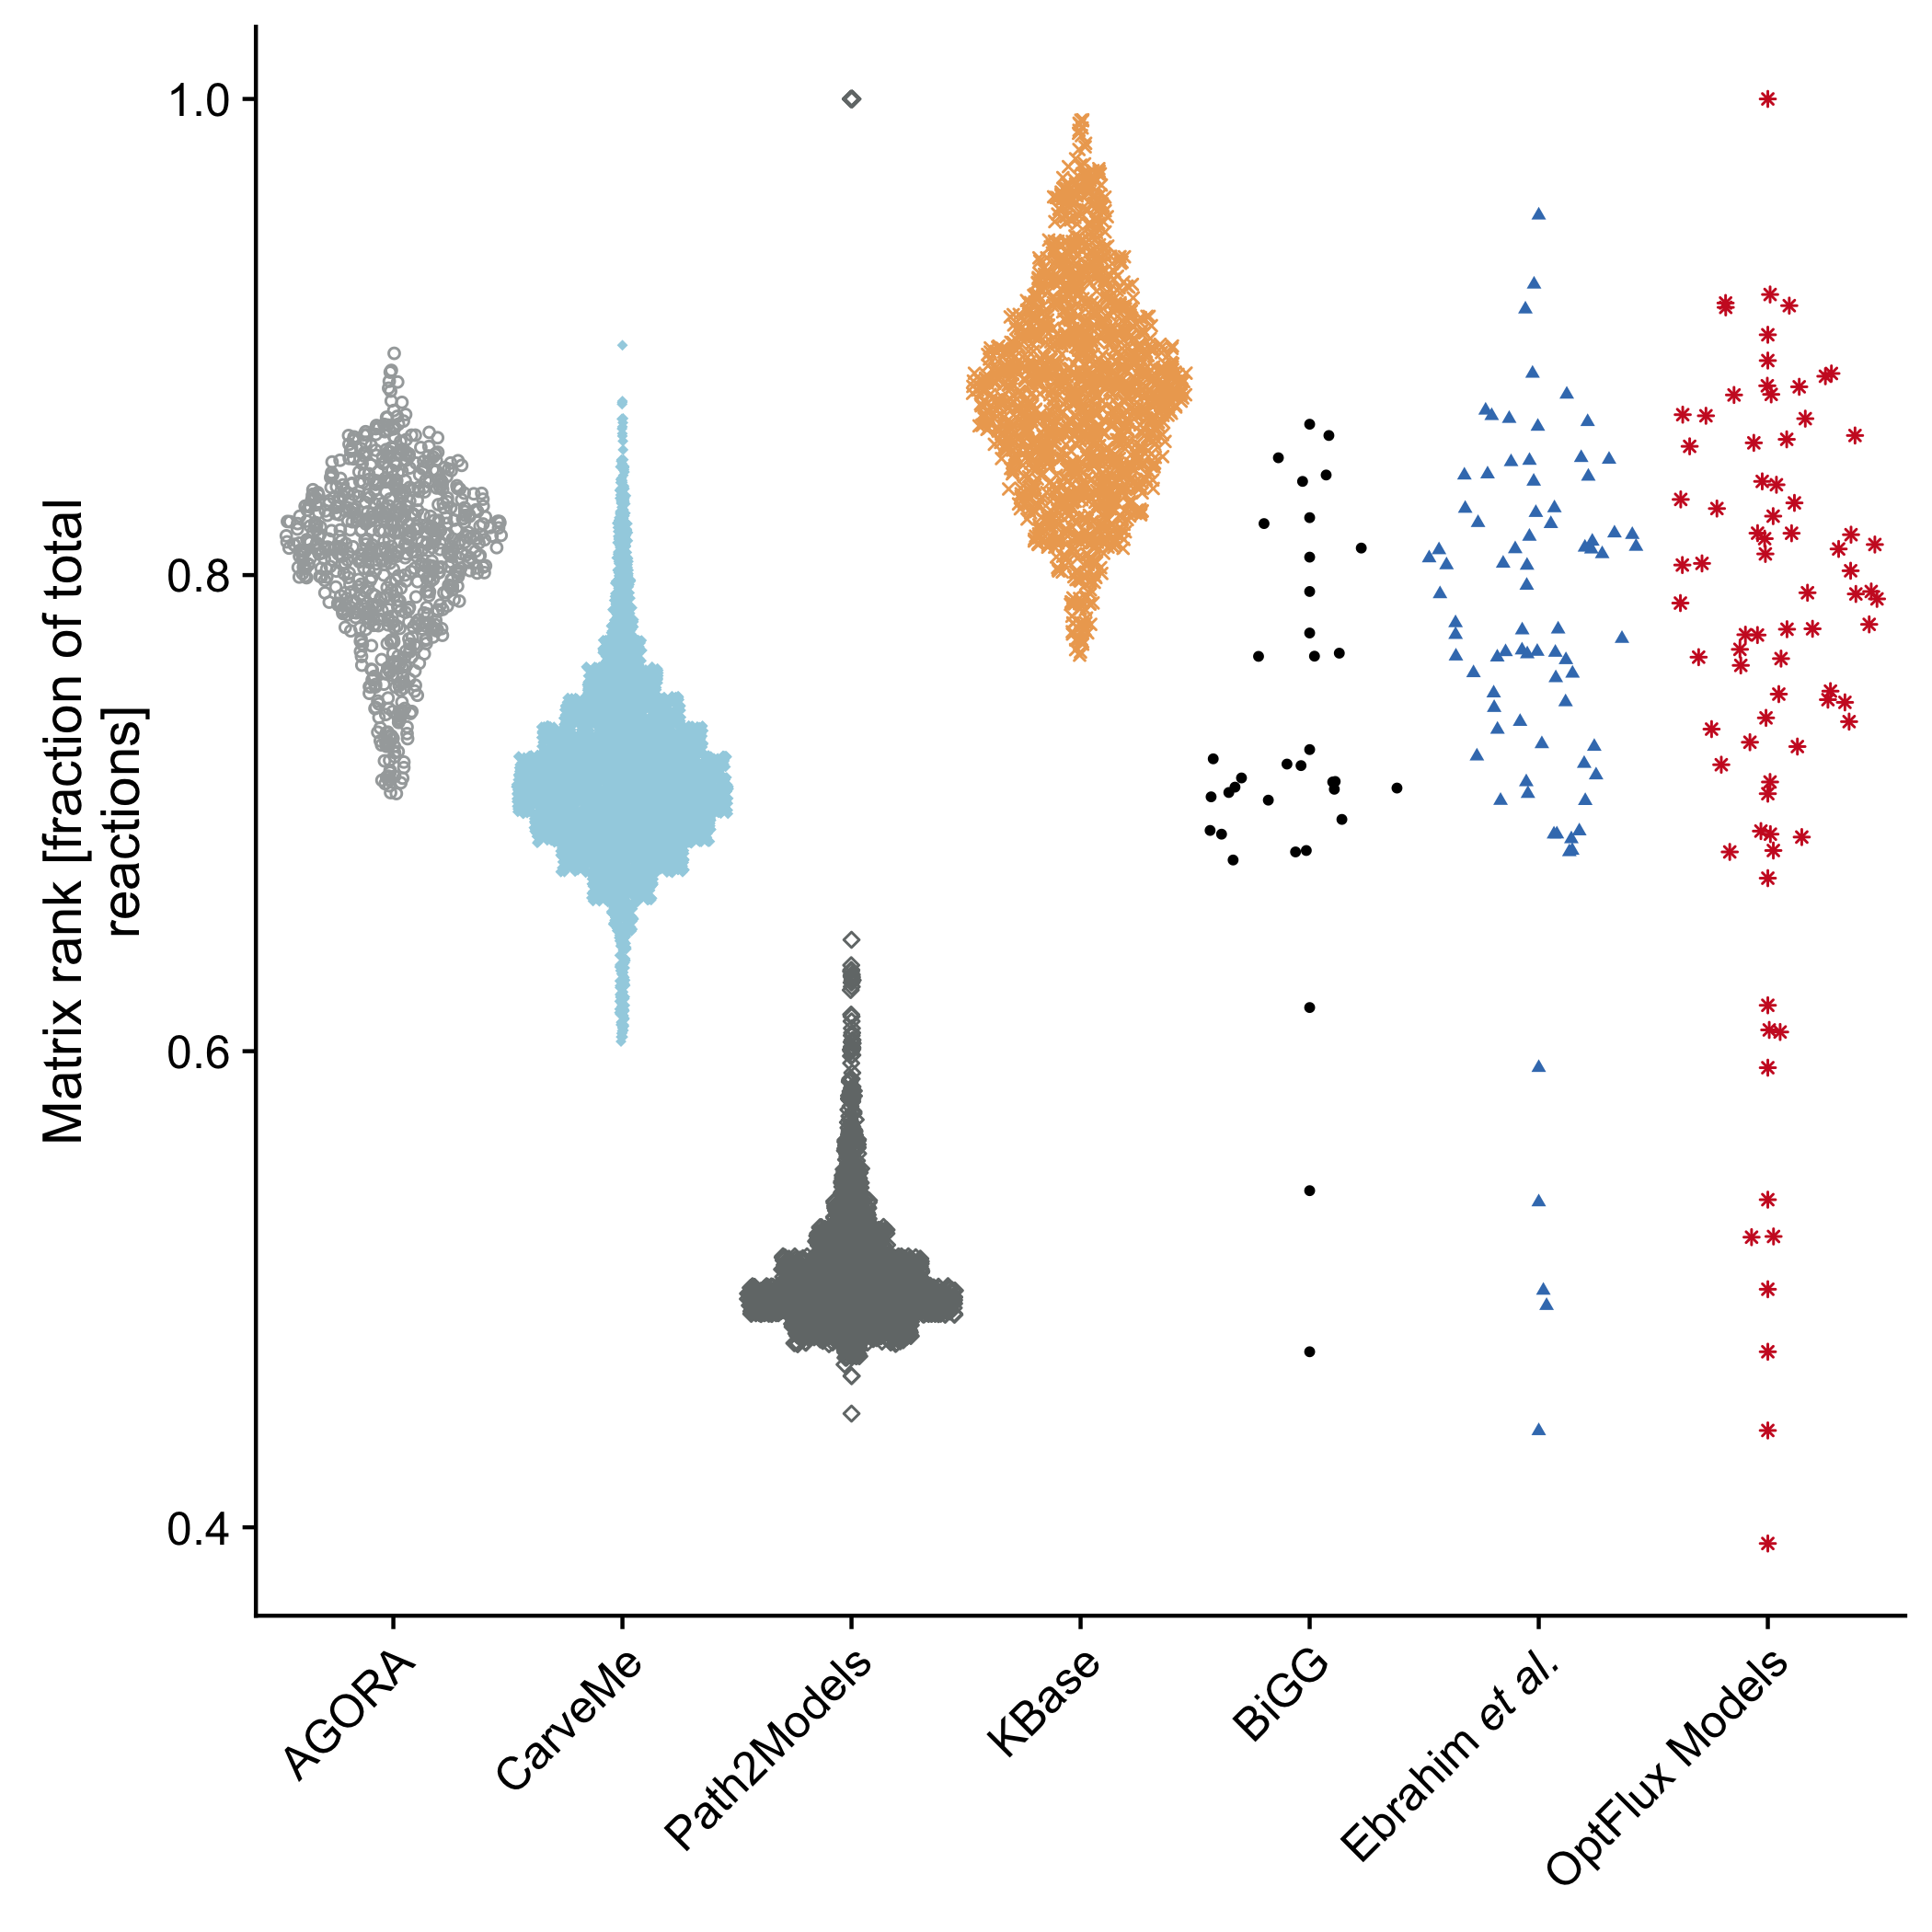 Matrix rank [fraction of total
reactions]
1.0
0.8
0.6
0.4
AGORA
CarveMe
Path2Models
KBase
BiGG
Ebrahim et al.
OptFlux Models